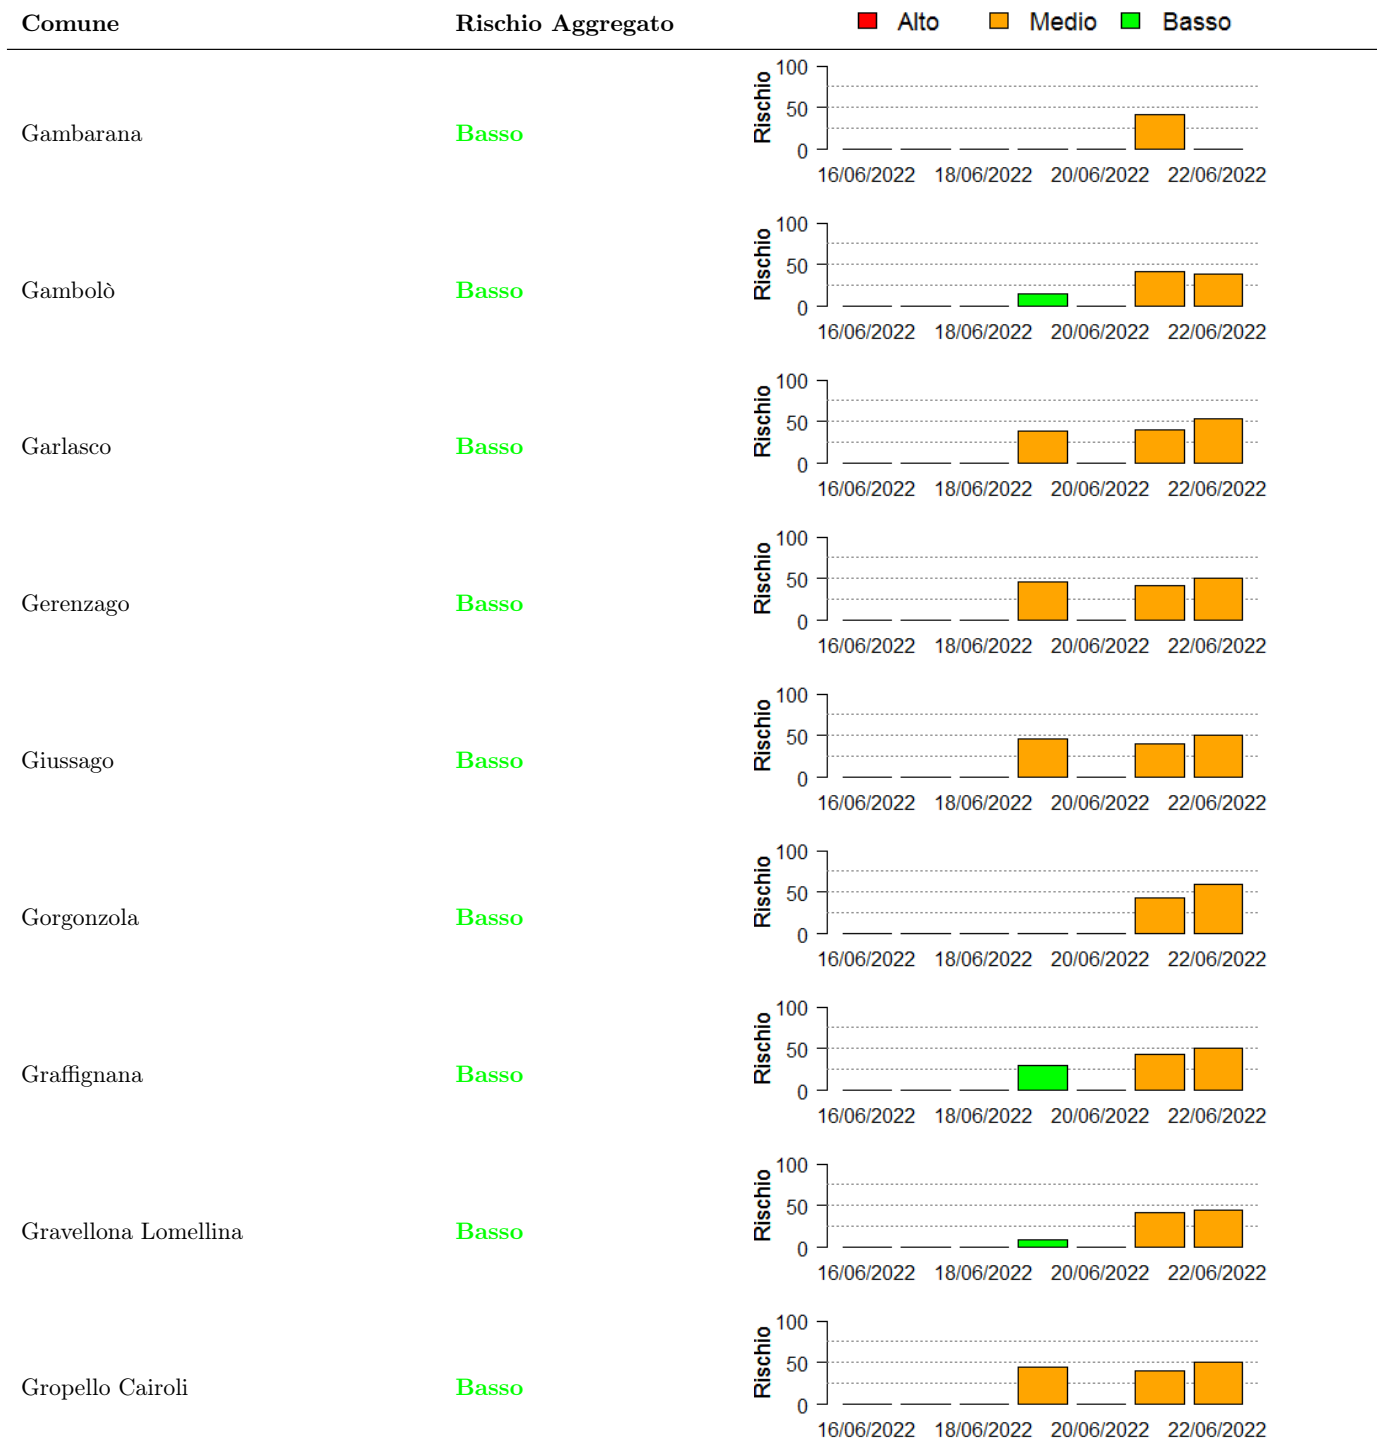 Comune Rischio Aggregato Alto Medio Basso
100
50
0
Rischio
Gambarana Basso
16/06/2022 18/06/2022 20/06/2022 22/06/2022
100
50
0
Rischio
Gambolò Basso
16/06/2022 18/06/2022 20/06/2022 22/06/2022
100
50
0
Rischio
Garlasco Basso
16/06/2022 18/06/2022 20/06/2022 22/06/2022
100
50
0
Rischio
Gerenzago Basso
16/06/2022 18/06/2022 20/06/2022 22/06/2022
100
50
0
Rischio
Giussago Basso
16/06/2022 18/06/2022 20/06/2022 22/06/2022
100
50
0
Rischio
Gorgonzola Basso
16/06/2022 18/06/2022 20/06/2022 22/06/2022
100
50
0
Rischio
Graffignana Basso
16/06/2022 18/06/2022 20/06/2022 22/06/2022
100
50
0
Rischio
Gravellona Lomellina Basso
16/06/2022 18/06/2022 20/06/2022 22/06/2022
100
50
0
Rischio
Gropello Cairoli Basso
16/06/2022 18/06/2022 20/06/2022 22/06/2022